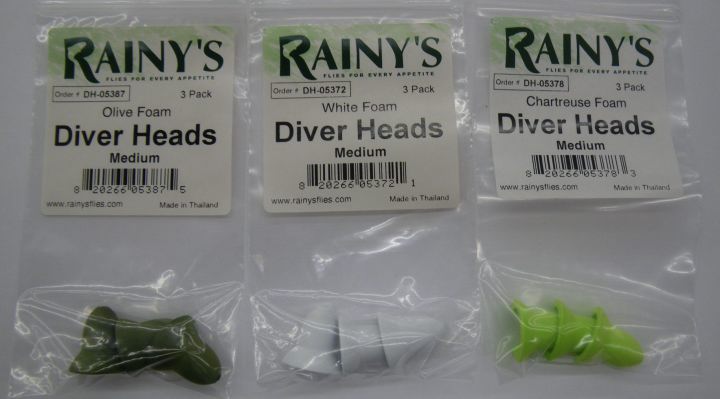 RAINY'S
FLIES FOR EVERY APPETITE
Order # DH-05387 3 Pack
Olive Foam
Diver Heads
Medium
8 20266 05387 5
www.rainysflies.com Made in Thailand
RAINY'S
FLIES FOR EVERY APPETITE
Order # DH-05372 3 Pack
White Foam
Diver Heads
Medium
8 20266 05372 1
www.rainysflies.com Made in Thailand
RAINY'S
FLIES FOR EVERY APPETITE
Order # DH-05378 3 Pack
Chartreuse Foam
Diver Heads
Medium
8 20266 05378 3
www.rainysflies.com Made in Thailand